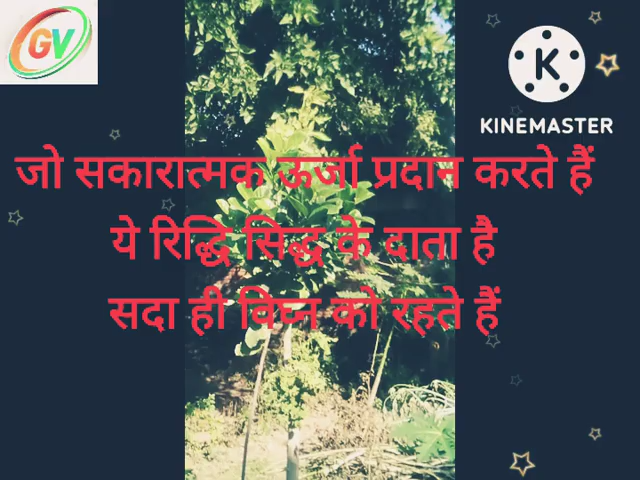 GV
KINEMASTER
जो सकारात्मक ऊर्जा प्रदान करते हैं
ये रिद्धि सिद्ध के दाता है
सदा ही विघ्न को रहते हैं